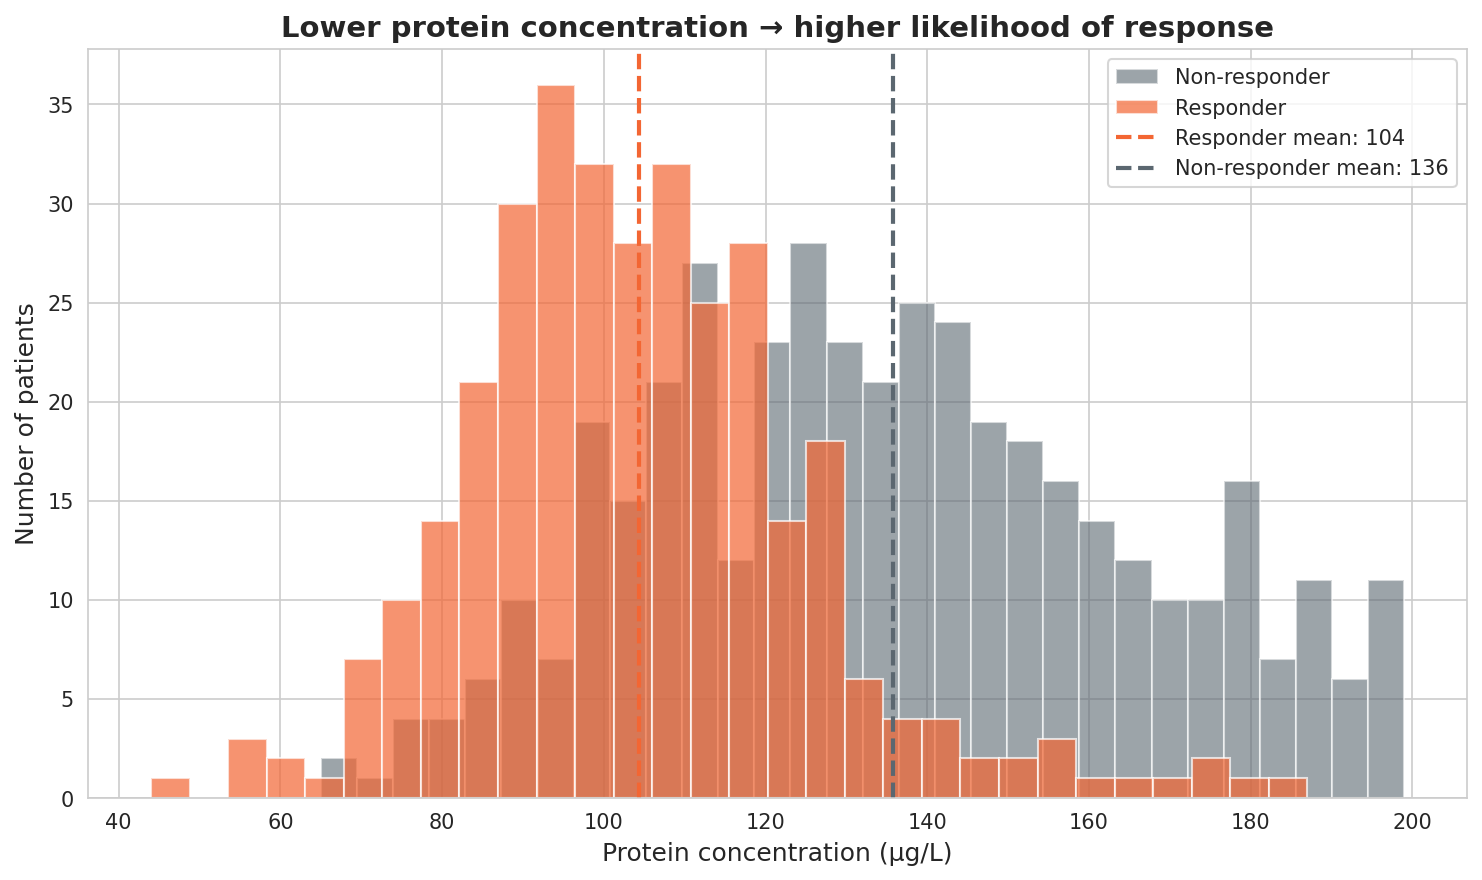 Lower protein concentration → higher likelihood of response
Non-responder
Responder
Responder mean: 104
Non-responder mean: 136
Number of patients
35
30
25
20
15
10
5
0
40 60 80 100 120 140 160 180 200
Protein concentration (µg/L)